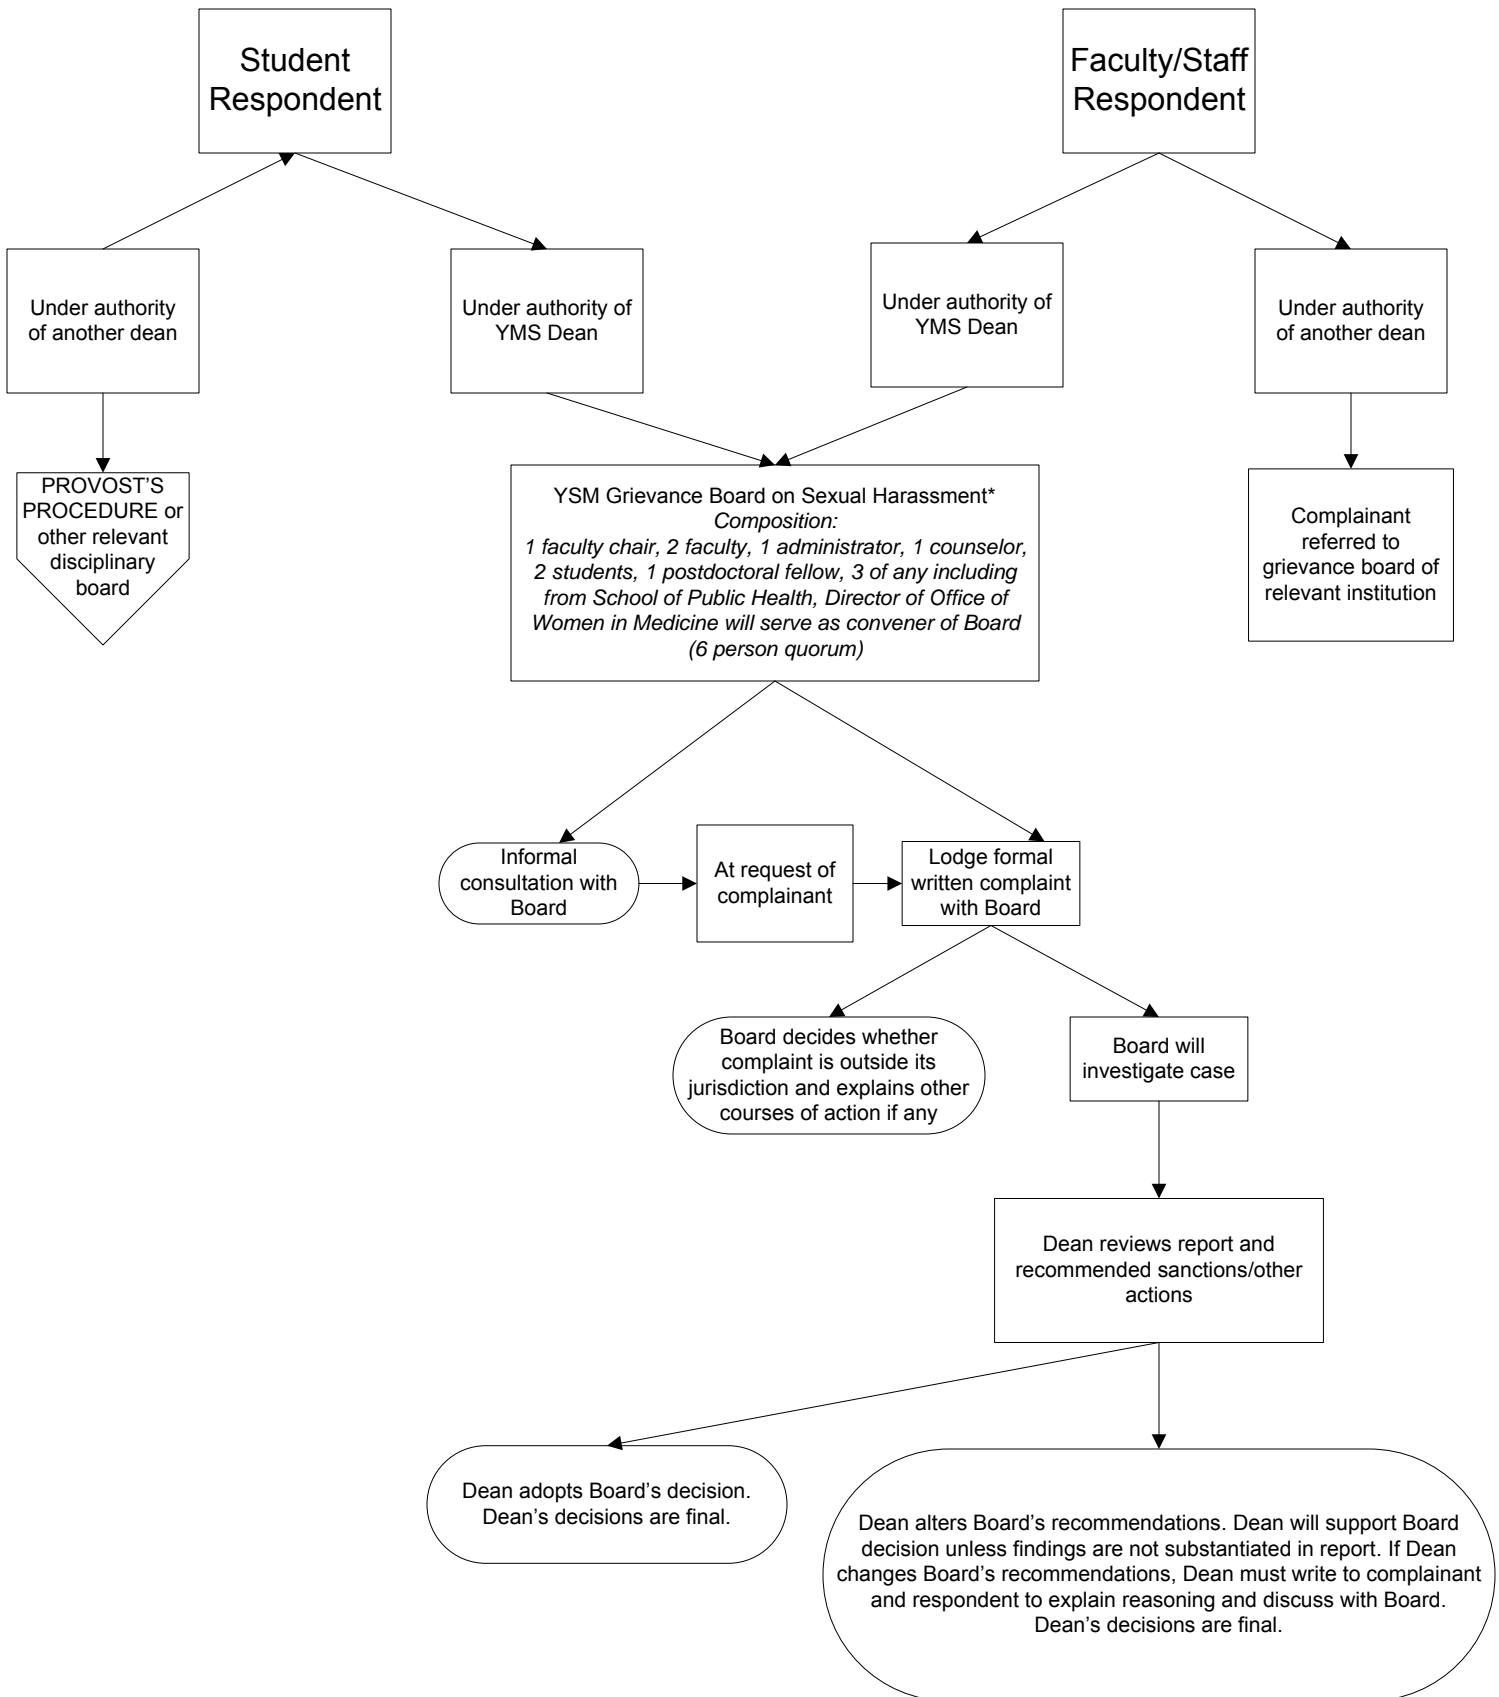 Student
Respondent
Faculty/Staff
Respondent
Under authority
of another dean
Under authority of
YMS Dean
Under authority of
YMS Dean
Under authority
of another dean
PROVOST’S
PROCEDURE or
other relevant
disciplinary
board
YSM Grievance Board on Sexual Harassment*
Composition:
1 faculty chair, 2 faculty, 1 administrator, 1 counselor,
2 students, 1 postdoctoral fellow, 3 of any including
from School of Public Health, Director of Office of
Women in Medicine will serve as convener of Board
(6 person quorum)
Complainant
referred to
grievance board of
relevant institution
Informal
consultation with
Board
At request of
complainant
Lodge formal
written complaint
with Board
Board decides whether
complaint is outside its
jurisdiction and explains other
courses of action if any
Board will
investigate case
Dean reviews report and
recommended sanctions/other
actions
Dean adopts Board’s decision.
Dean’s decisions are final.
Dean alters Board’s recommendations. Dean will support Board
decision unless findings are not substantiated in report. If Dean
changes Board’s recommendations, Dean must write to complainant
and respondent to explain reasoning and discuss with Board.
Dean’s decisions are final.